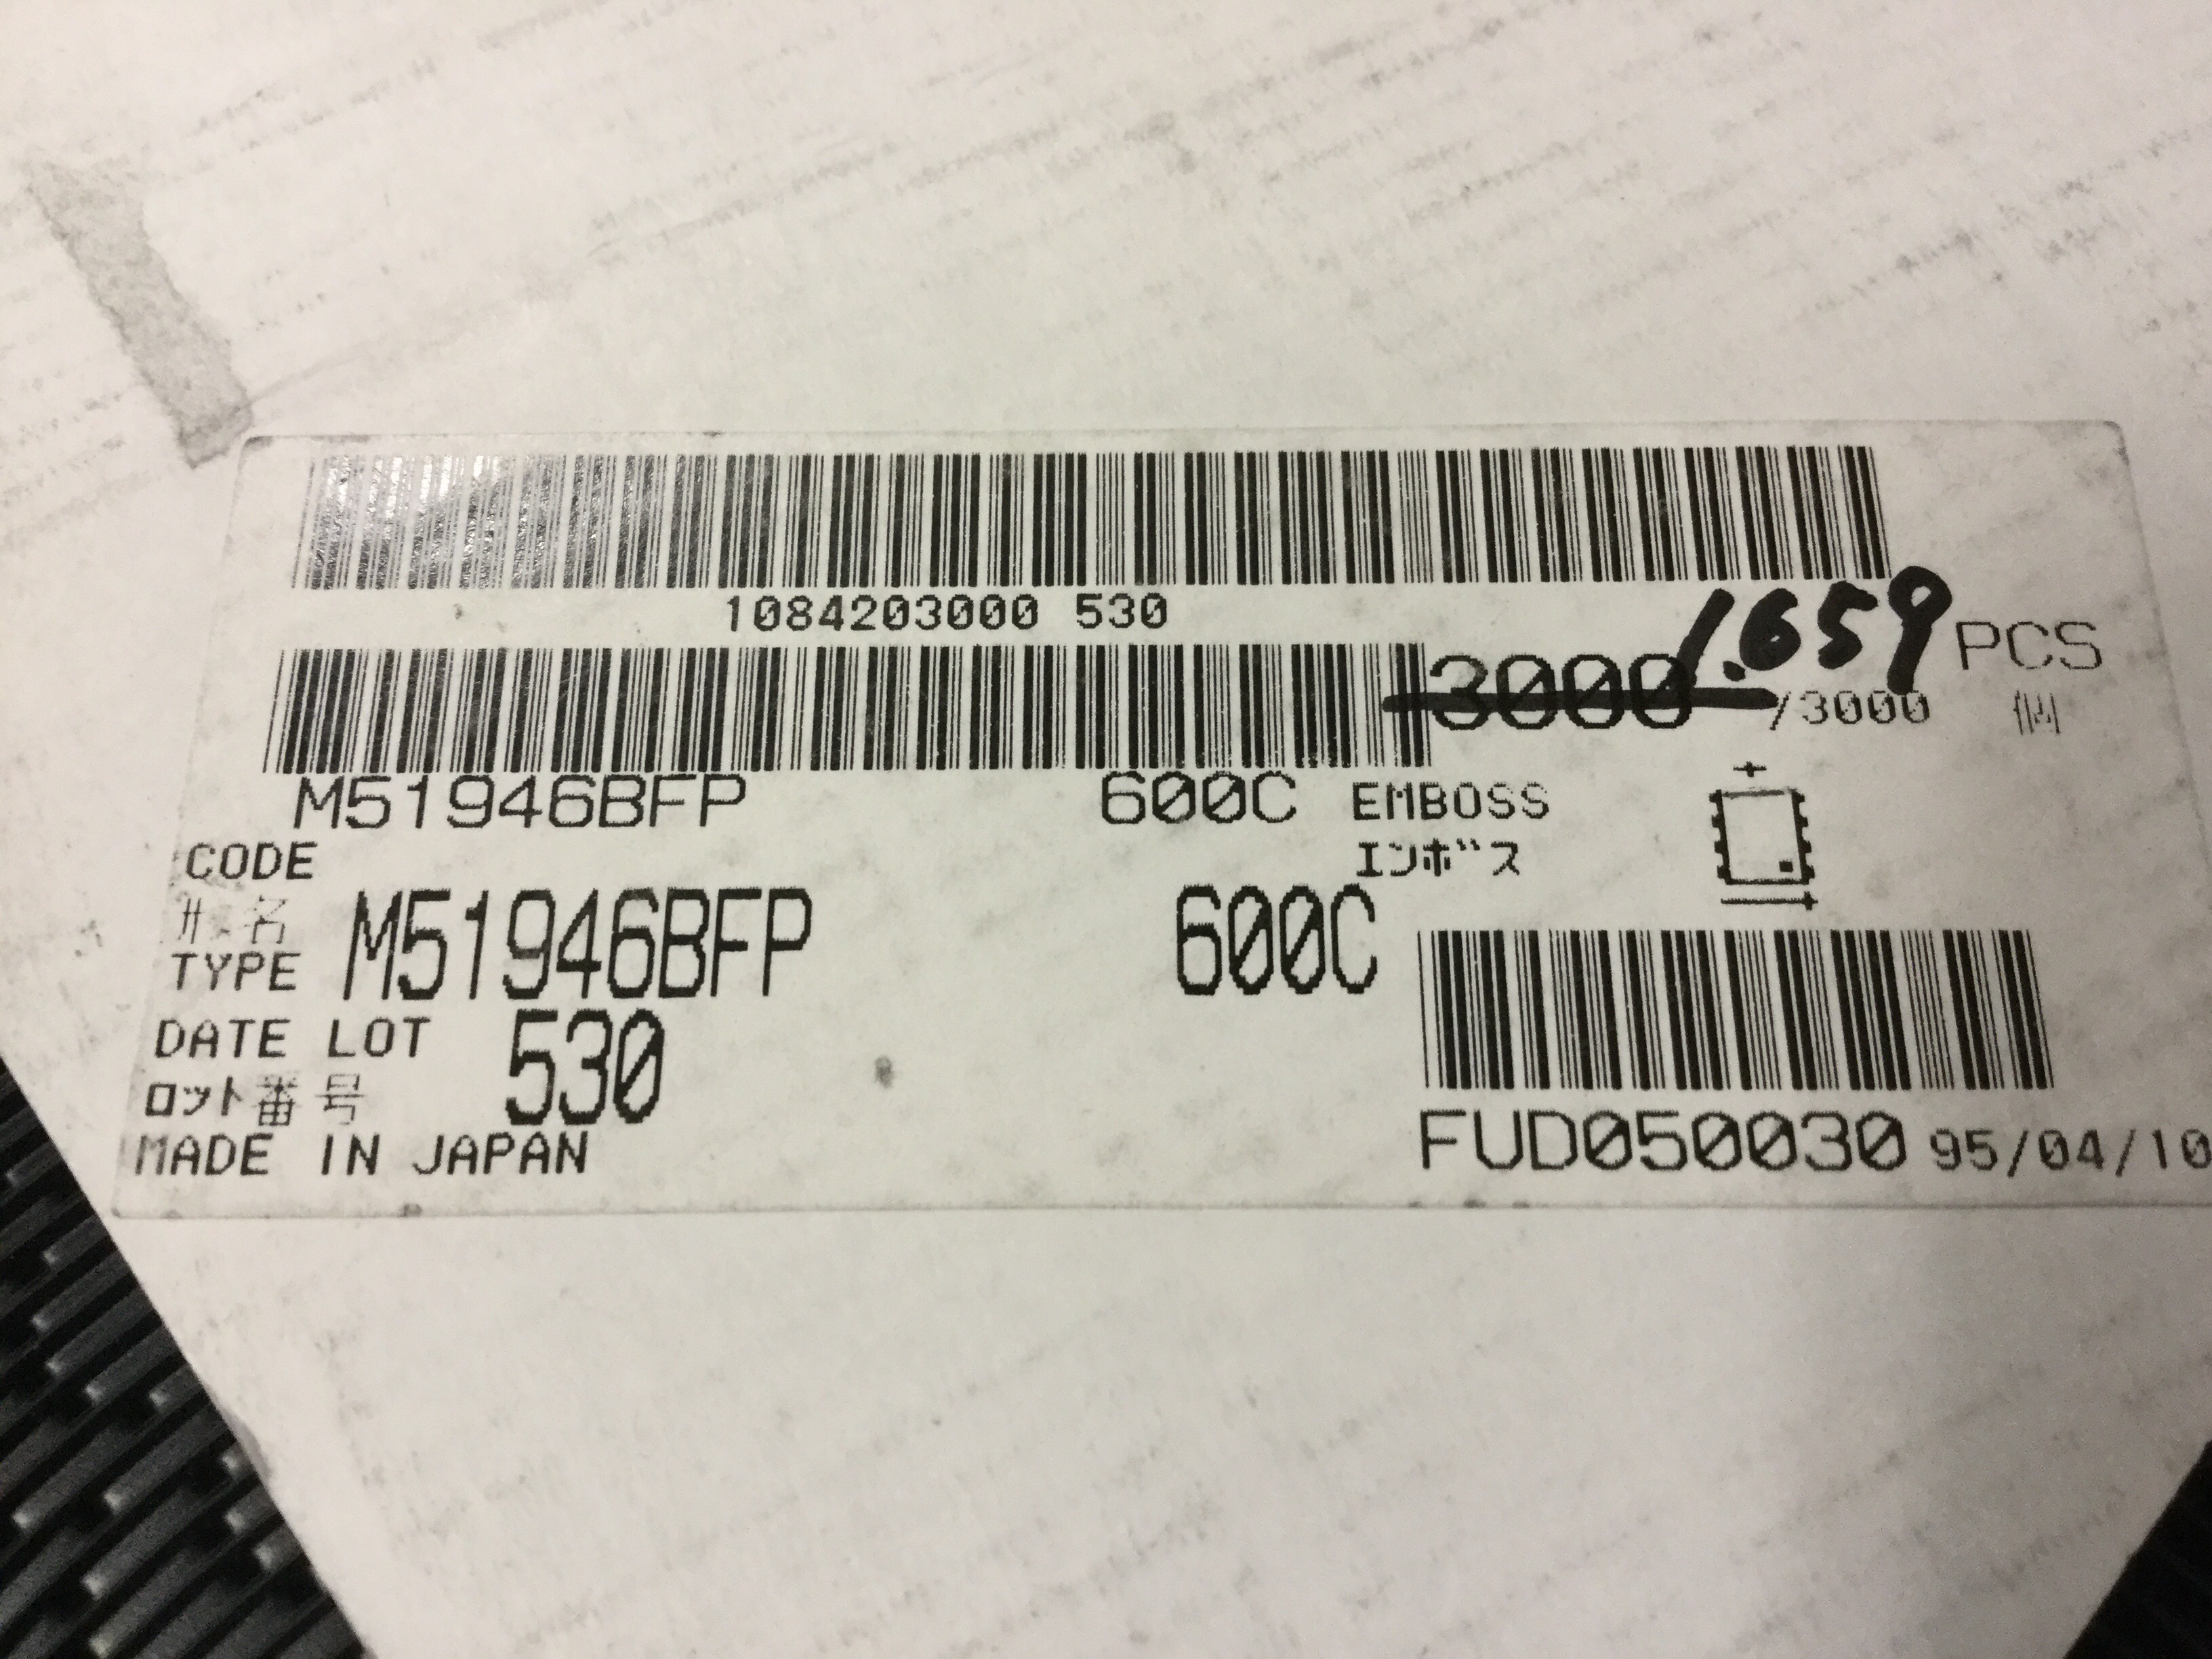 1084203000 530
1.659 PCS
3000 /3000 個
M51946BFP 600C EMBOSS
エンボス
CODE
名
TYPE M51946BFP 600C
DATE LOT 530
ロット番号
MADE IN JAPAN
FUD050030 95/04/10